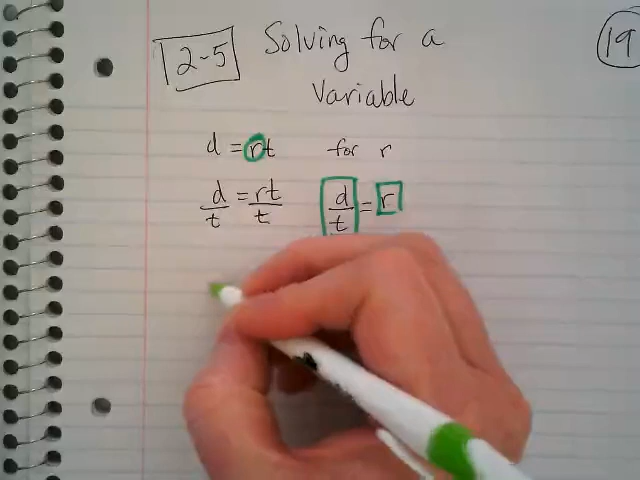 2-5 Solving for a 19
Variable
d = rt for r
d/t = rt/t d/t = r